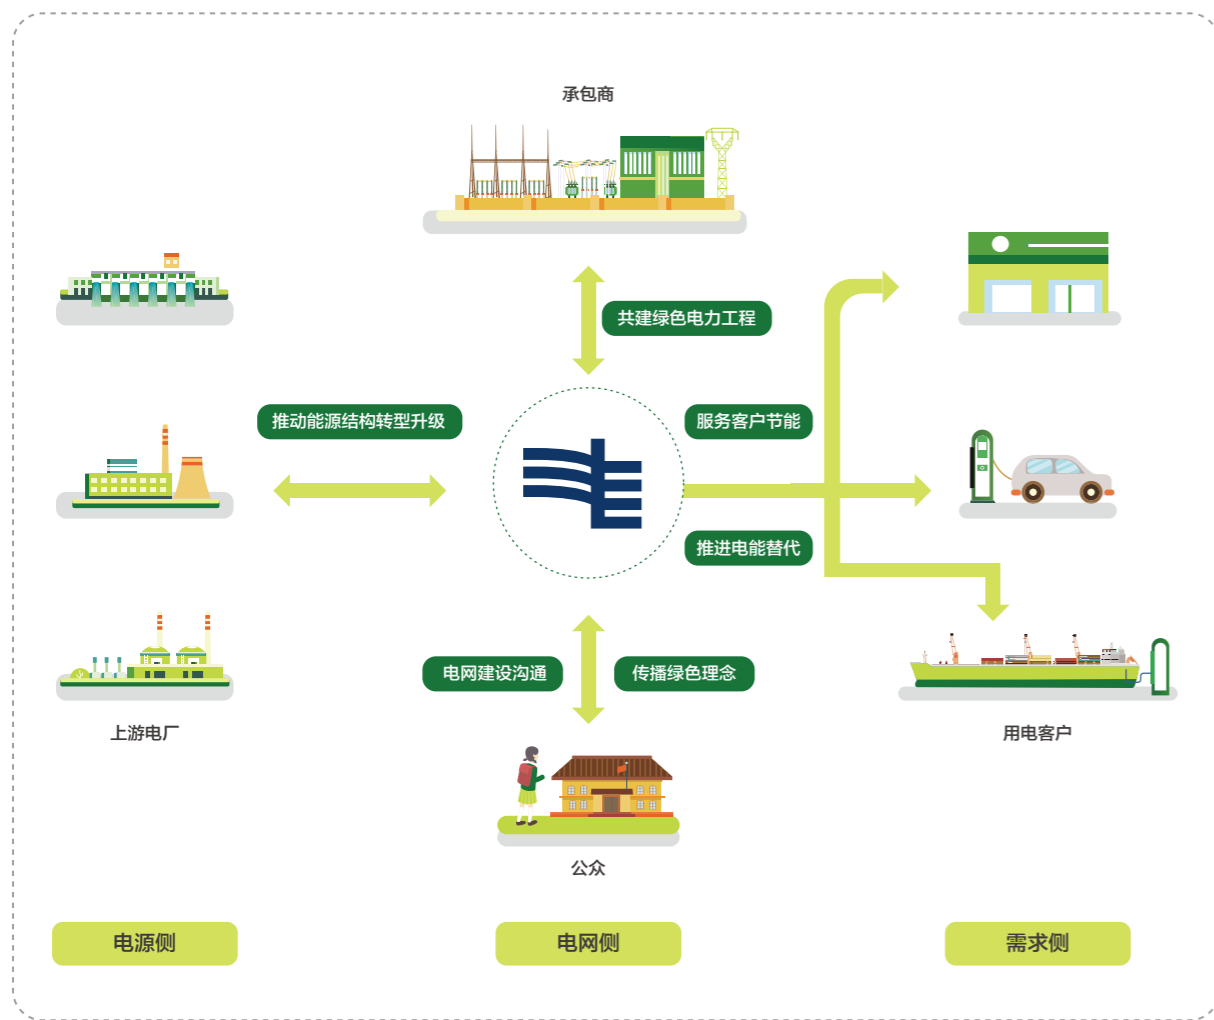 承包商
共建绿色电力工程
推动能源结构转型升级
服务客户节能
推进电能替代
电网建设沟通
传播绿色理念
上游电厂
用电客户
公众
电源侧
电网侧
需求侧